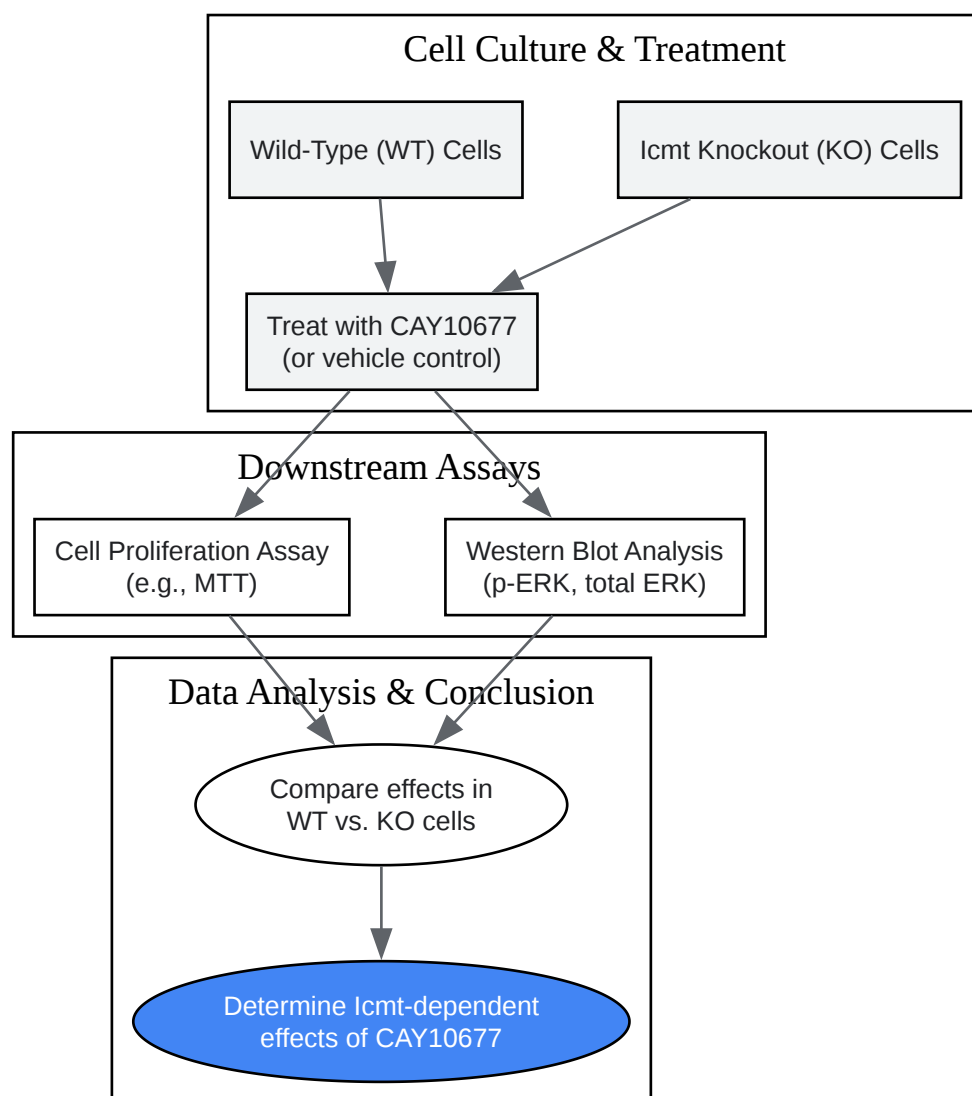 Cell Culture & Treatment
Wild-Type (WT) Cells
Icmt Knockout (KO) Cells
Treat with CAY10677
(or vehicle control)
Downstream Assays
Cell Proliferation Assay
(e.g., MTT)
Western Blot Analysis
(p-ERK, total ERK)
Data Analysis & Conclusion
Compare effects in
WT vs. KO cells
Determine Icmt-dependent
effects of CAY10677